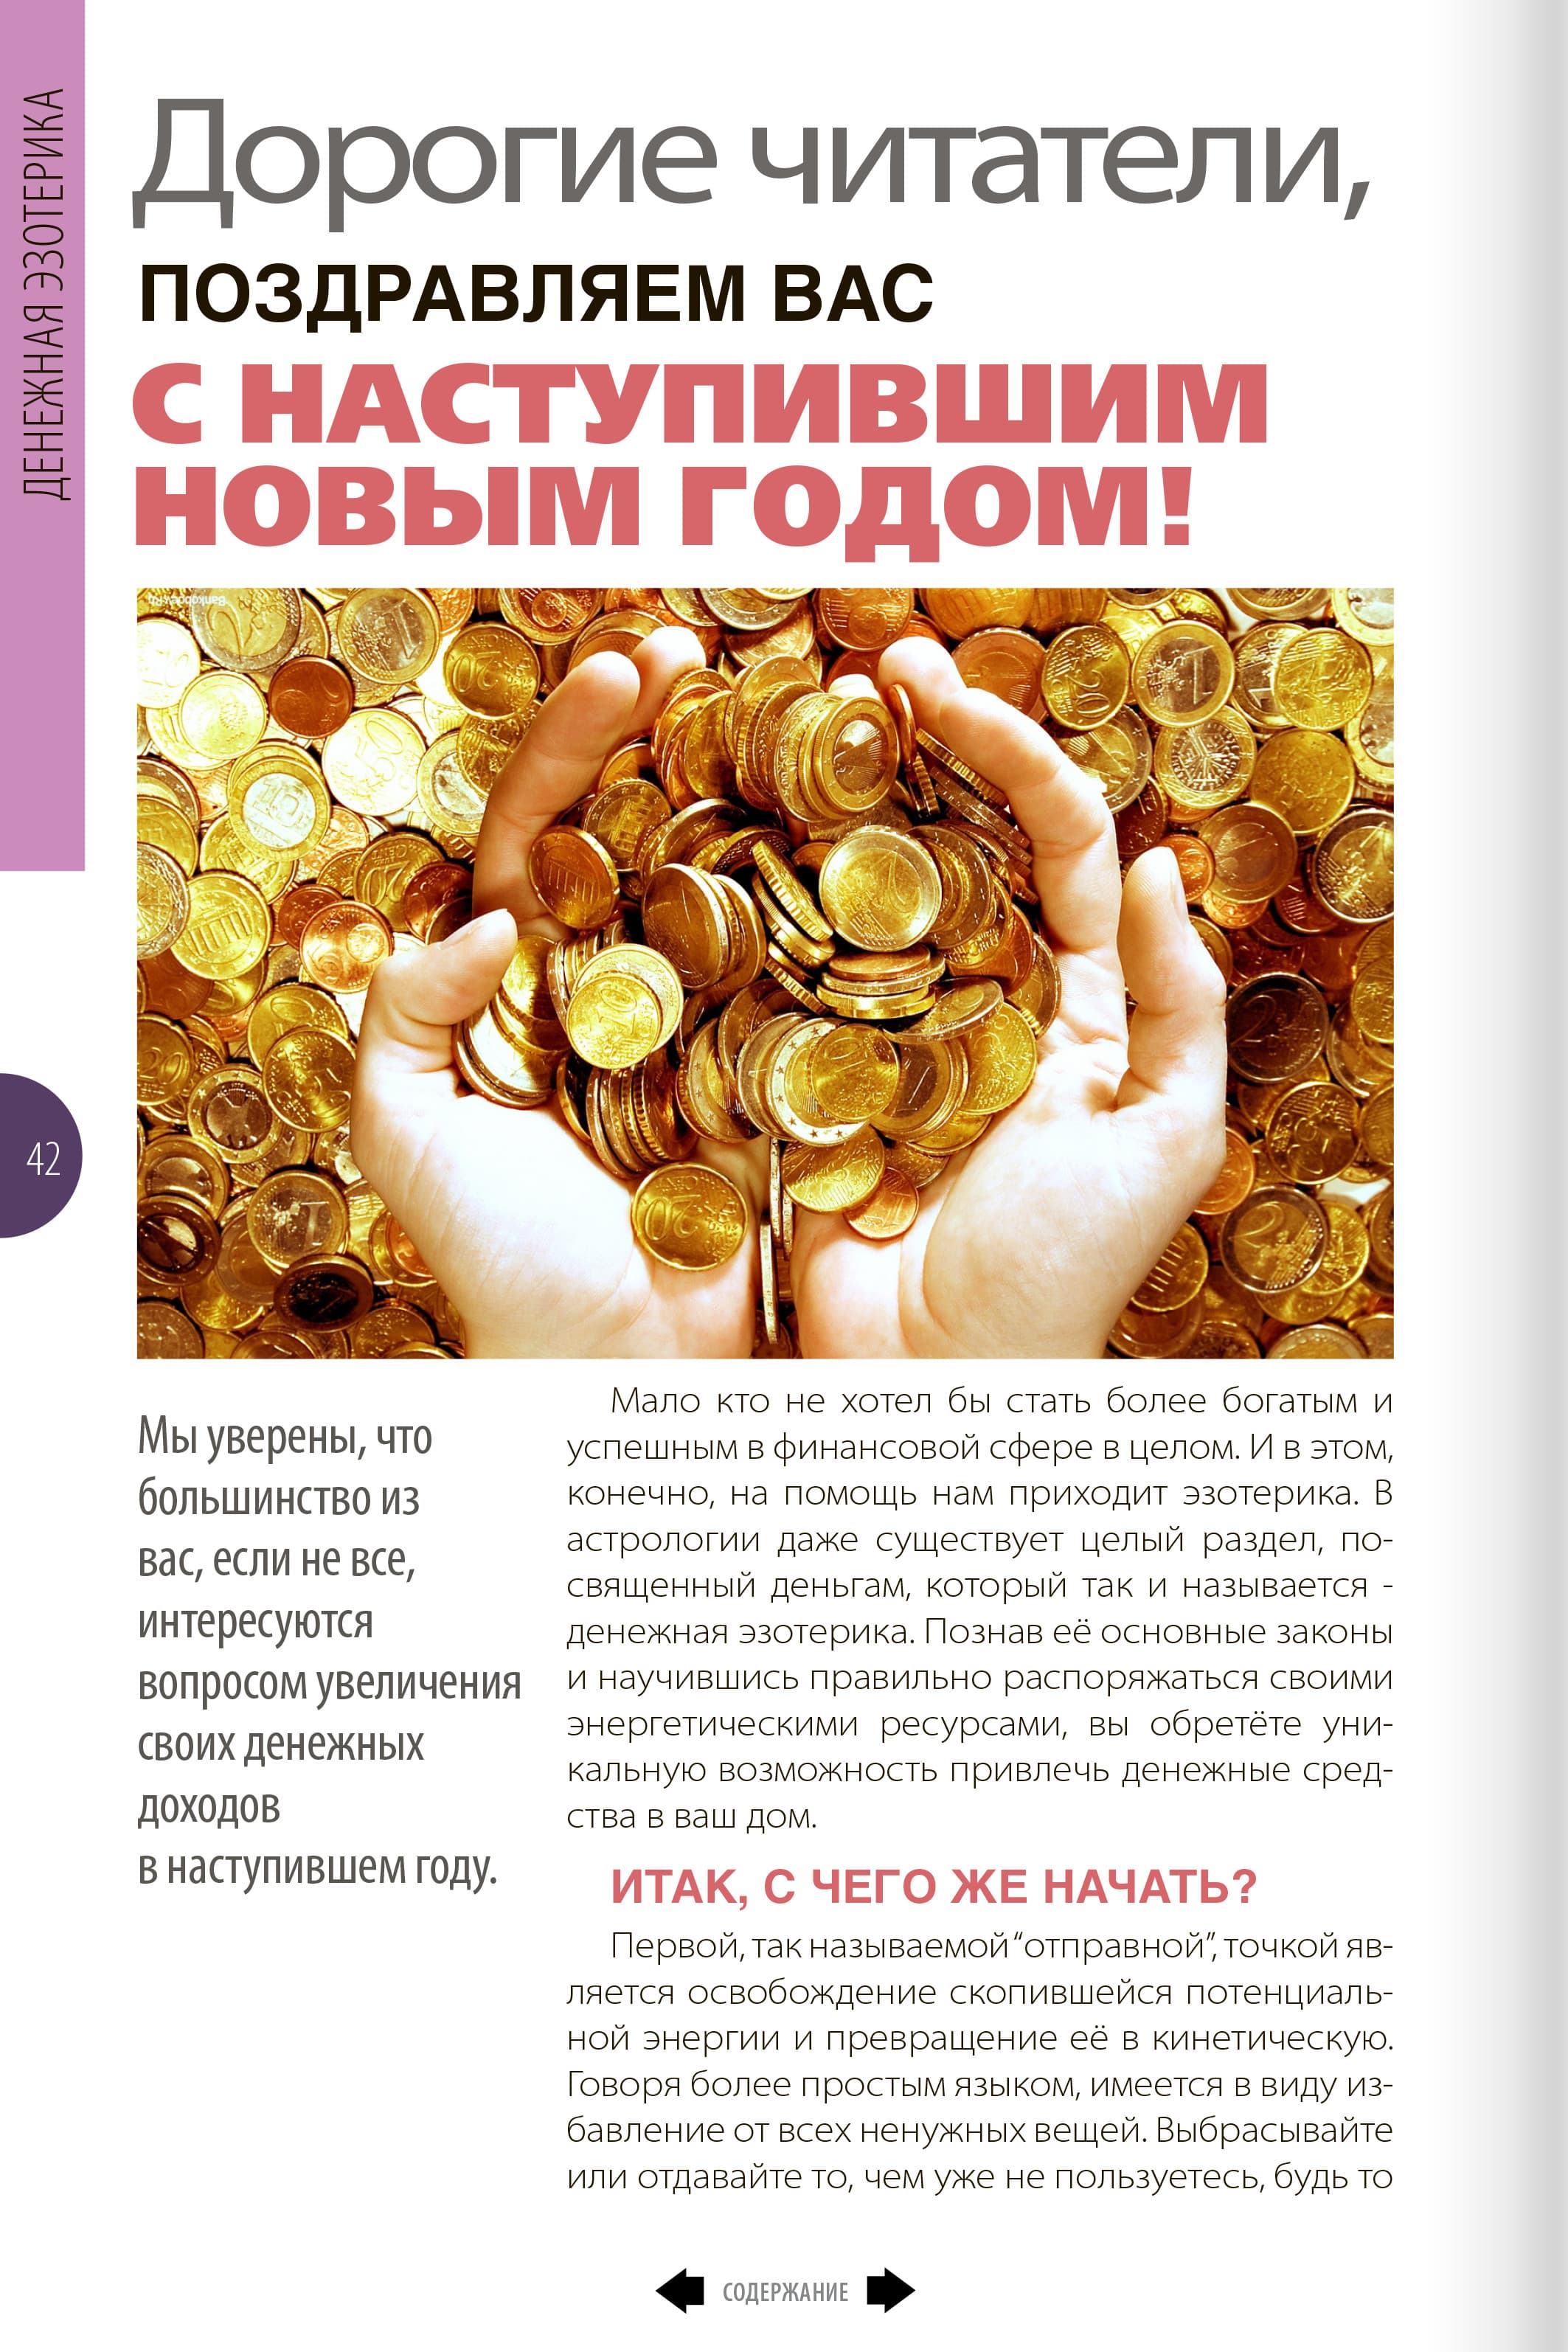 ДЕНЕЖНАЯ ЭЗОТЕРИКА
Дорогие читатели,
ПОЗДРАВЛЯЕМ ВАС
С НАСТУПИВШИМ
НОВЫМ ГОДОМ!
Bankoboev.Ru
42
Мы уверены, что
большинство из
вас, если не все,
интересуются
вопросом увеличения
своих денежных
доходов
в наступившем году.
Мало кто не хотел бы стать более богатым и
успешным в финансовой сфере в целом. И в этом,
конечно, на помощь нам приходит эзотерика. В
астрологии даже существует целый раздел, по-
священный деньгам, который так и называется -
денежная эзотерика. Познав её основные законы
и научившись правильно распоряжаться своими
энергетическими ресурсами, вы обретёте уни-
кальную возможность привлечь денежные сред-
ства в ваш дом.
ИТАК, С ЧЕГО ЖЕ НАЧАТЬ?
Первой, так называемой “отправной”, точкой яв-
ляется освобождение скопившейся потенциаль-
ной энергии и превращение её в кинетическую.
Говоря более простым языком, имеется в виду из-
бавление от всех ненужных вещей. Выбрасывайте
или отдавайте то, чем уже не пользуетесь, будь то
СОДЕРЖАНИЕ